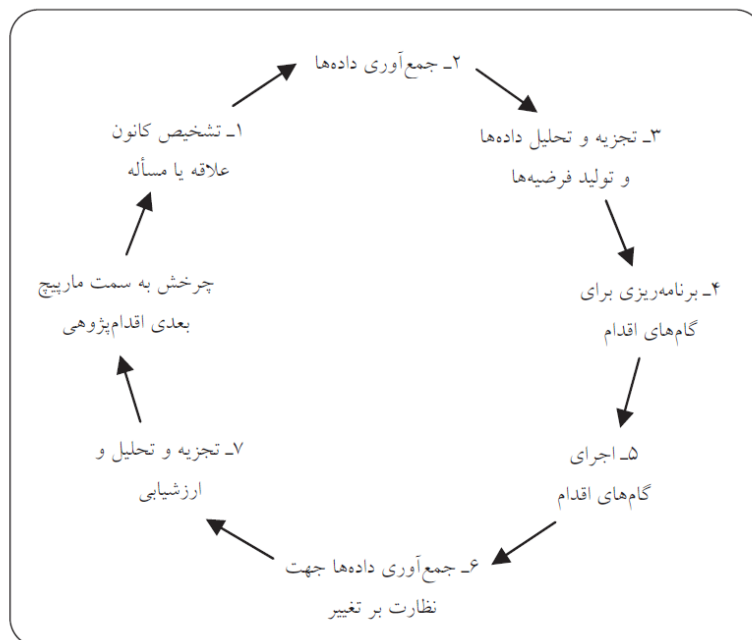 ۱ـ تشخیص کانون
علاقه یا مسأله
۲ـ جمع‌آوری داده‌ها
۳ـ تجزیه و تحلیل داده‌ها
و تولید فرضیه‌ها
۴ـ برنامه‌ریزی برای
گام‌های اقدام
۵ـ اجرای
گام‌های اقدام
۶ـ جمع‌آوری داده‌ها جهت
نظارت بر تغییر
۷ـ تجزیه و تحلیل و
ارزشیابی
چرخش به سمت مارپیچ
بعدی اقدام‌پژوهی